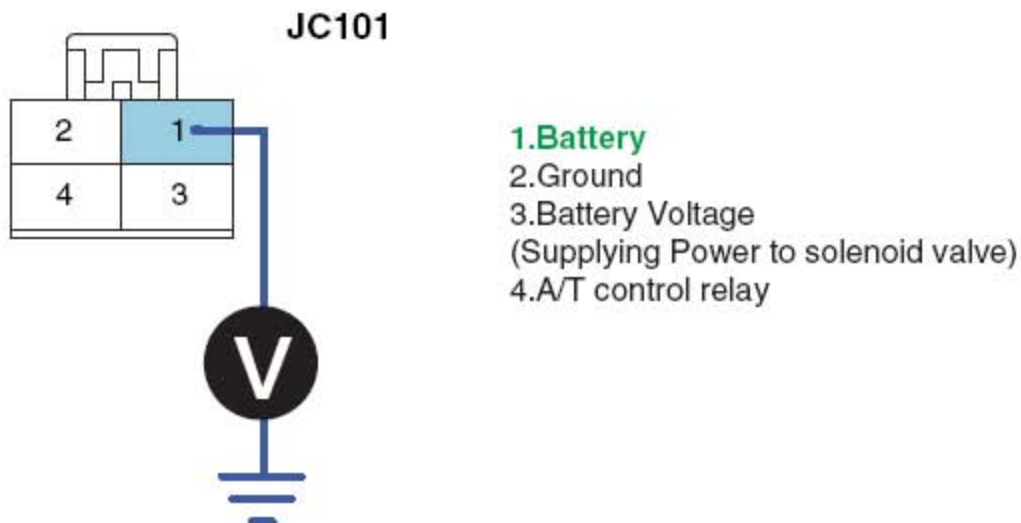 JC101
2 1
4 3
V
1.Battery
2.Ground
3.Battery Voltage
(Supplying Power to solenoid valve)
4.A/T control relay